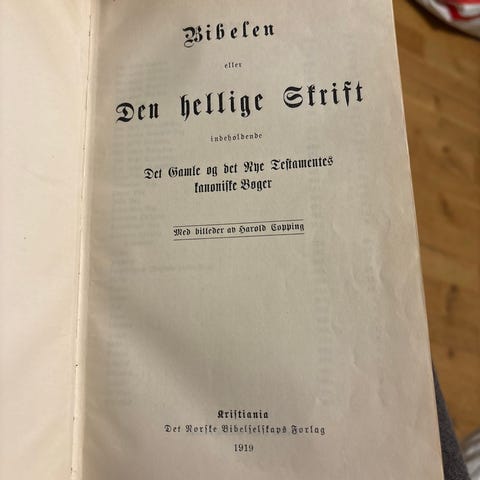 Bibelen
eller
Den hellige Skrift
indeholdende
Det Gamle og det Nye Testamentes
kanoniske Bøger
Med billeder av Harold Copping
Kristiania
Det Norske Bibelselskaps Forlag
1919